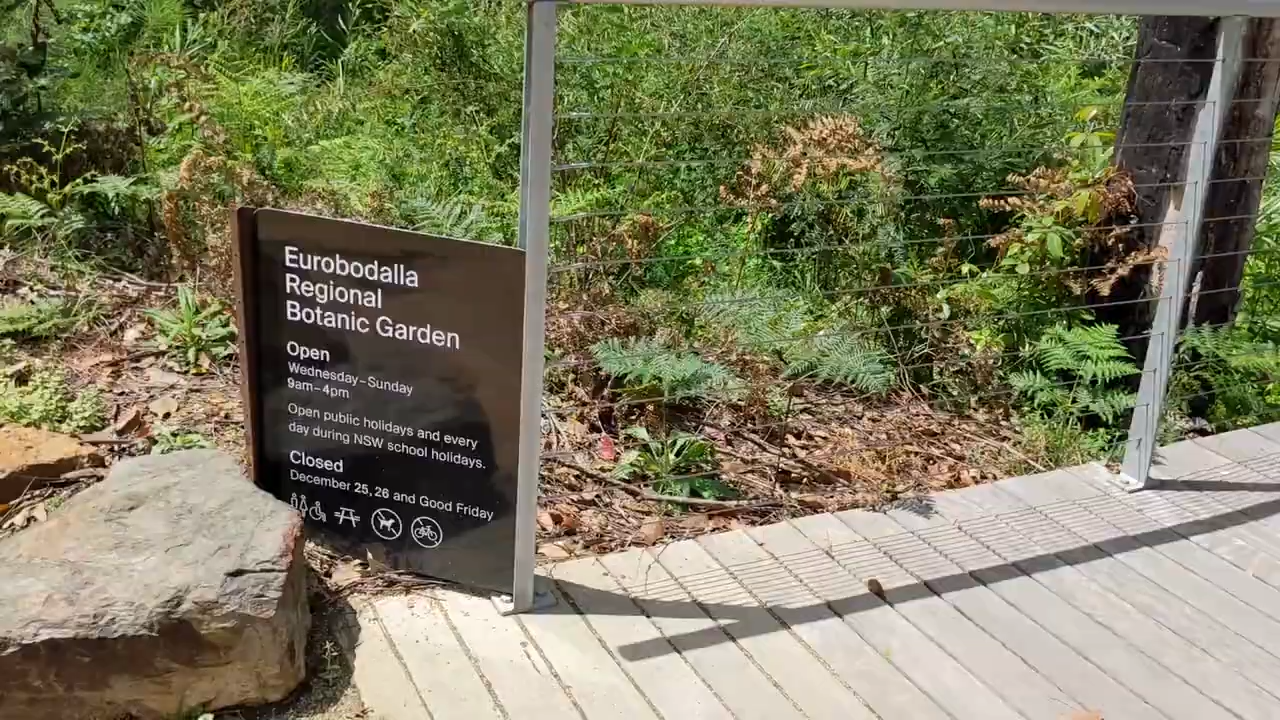 Eurobodalla
Regional
Botanic Garden
Open
Wednesday–Sunday
9am–4pm
Open public holidays and every
day during NSW school holidays.
Closed
December 25, 26 and Good Friday